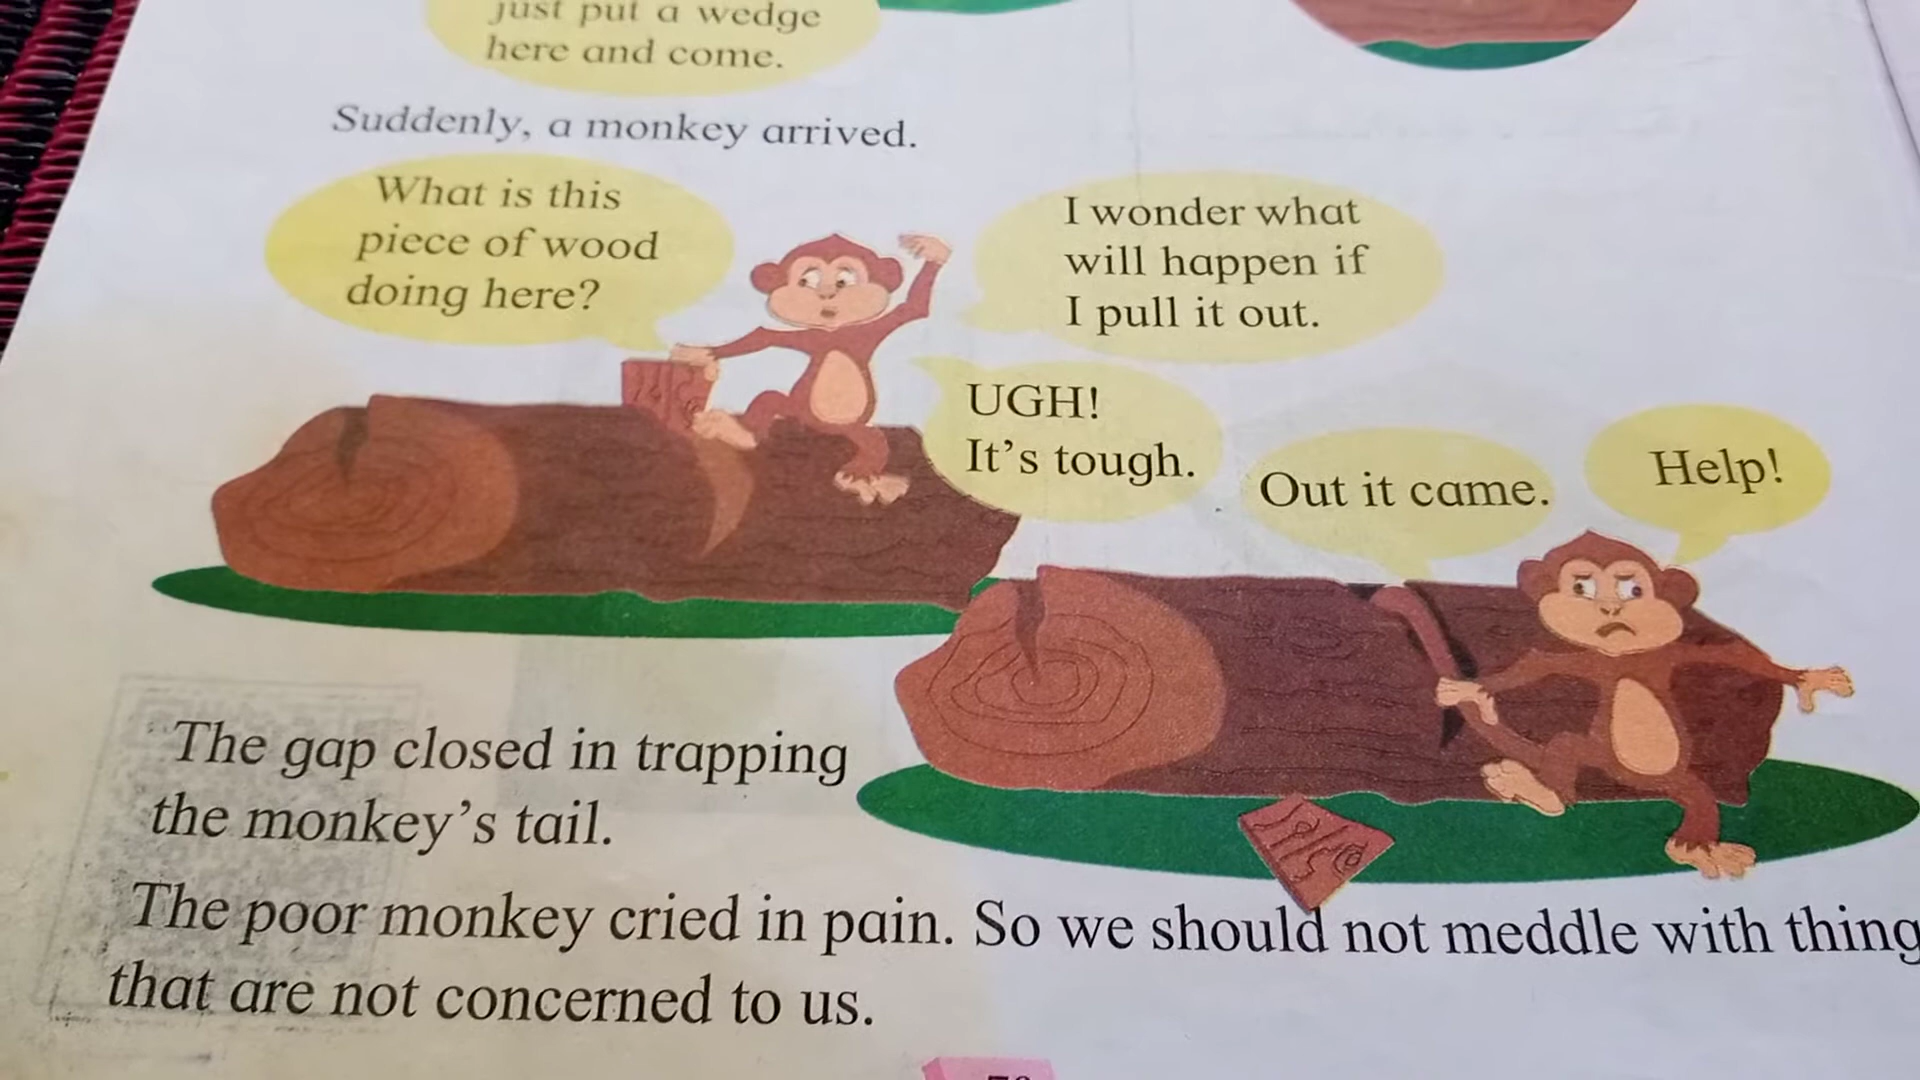 just put a wedge
here and come.
Suddenly, a monkey arrived.
What is this
piece of wood
doing here?
I wonder what
will happen if
I pull it out.
UGH!
It's tough.
Out it came.
Help!
The gap closed in trapping
the monkey's tail.
The poor monkey cried in pain. So we should not meddle with thing
that are not concerned to us.